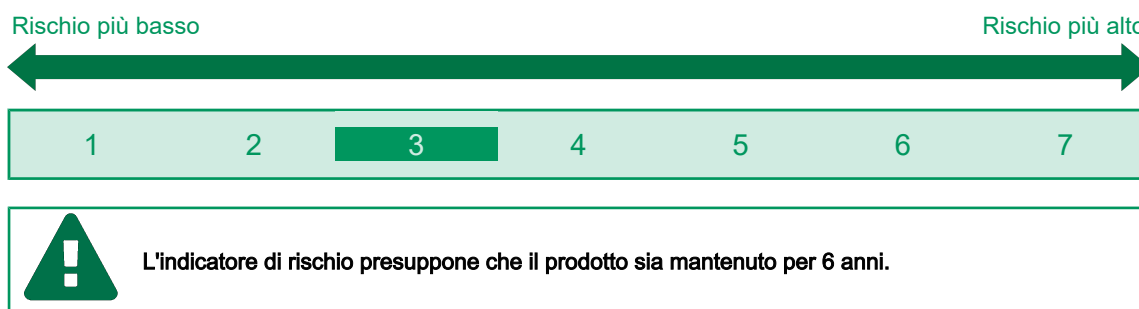 Rischio più basso Rischio più alto
1 2 3 4 5 6 7
L'indicatore di rischio presuppone che il prodotto sia mantenuto per 6 anni.